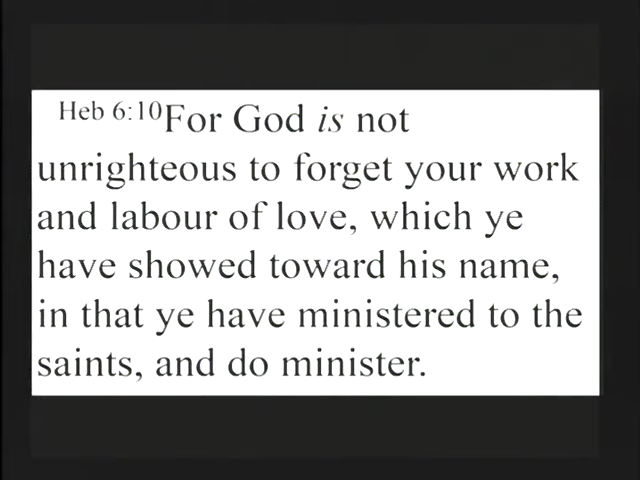 Heb 6:10For God is not
unrighteous to forget your work
and labour of love, which ye
have showed toward his name,
in that ye have ministered to the
saints, and do minister.